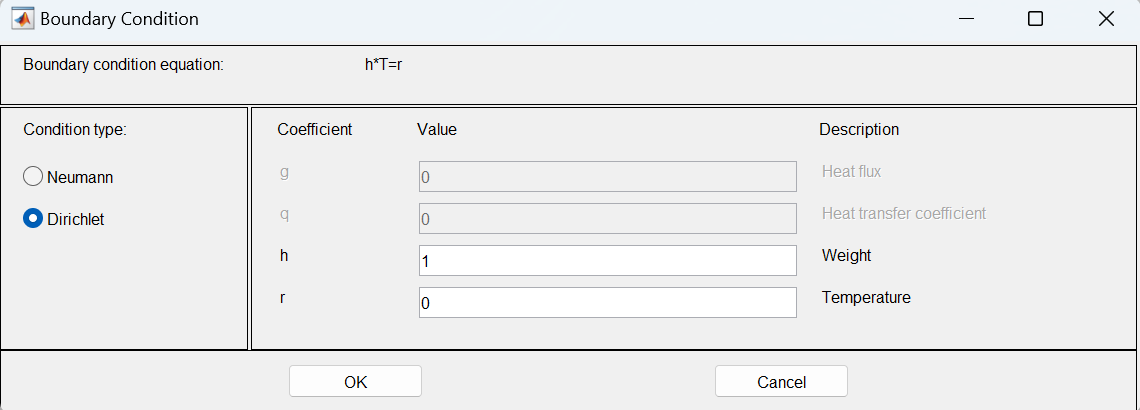 Boundary Condition
Boundary condition equation: h*T=r
Condition type:
Neumann
Dirichlet
Coefficient Value Description
g 0 Heat flux
q 0 Heat transfer coefficient
h 1 Weight
r 0 Temperature
OK Cancel